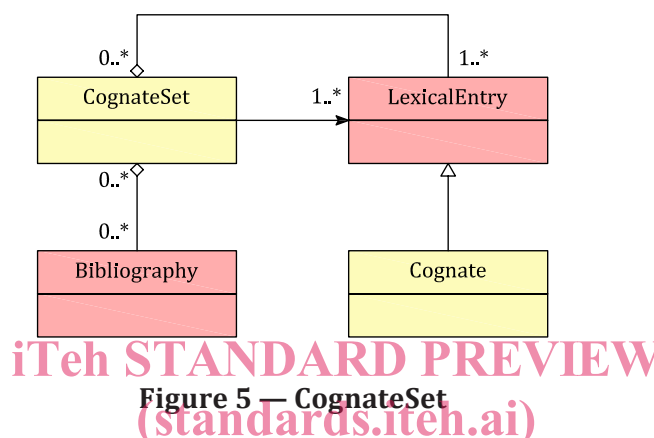 0..*
1..*
CognateSet
1..*
LexicalEntry
0..*
0..*
Bibliography
Cognate
iTeh STANDARD PREVIEW
Figure 5 — CognateSet
(standards.iteh.ai)